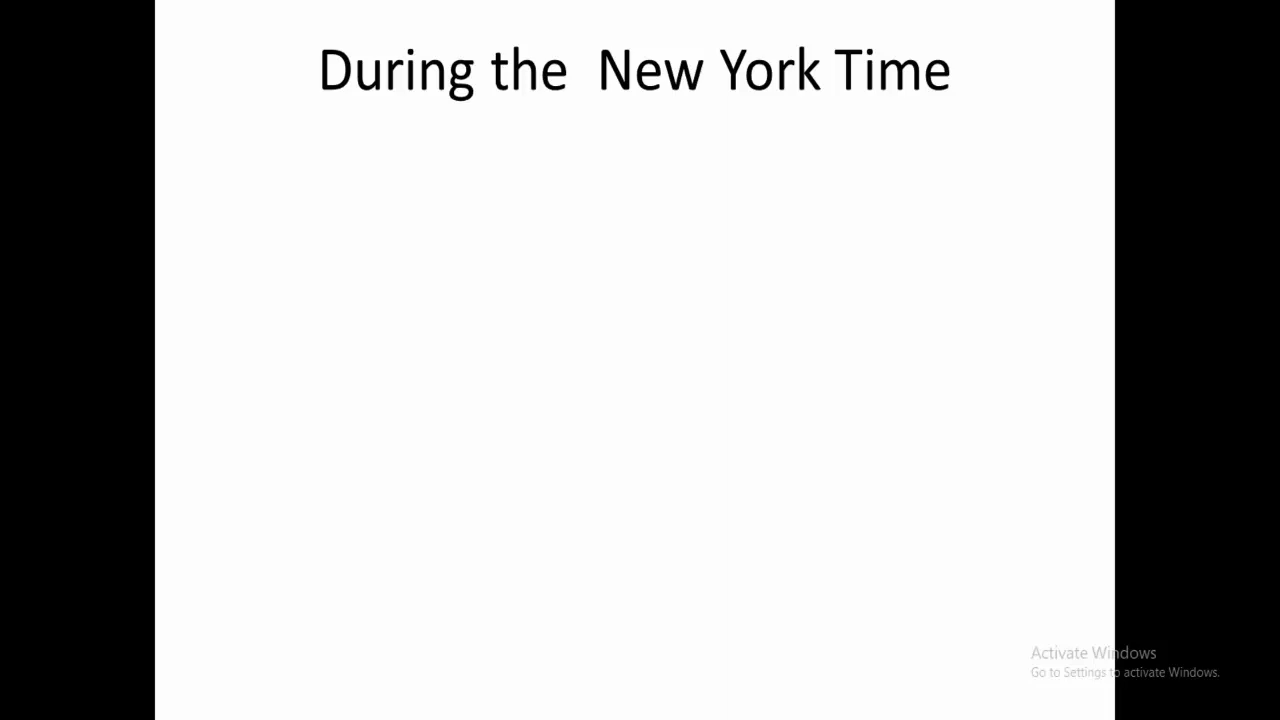 During the  New York Time
Activate Windows
Go to Settings to activate Windows.